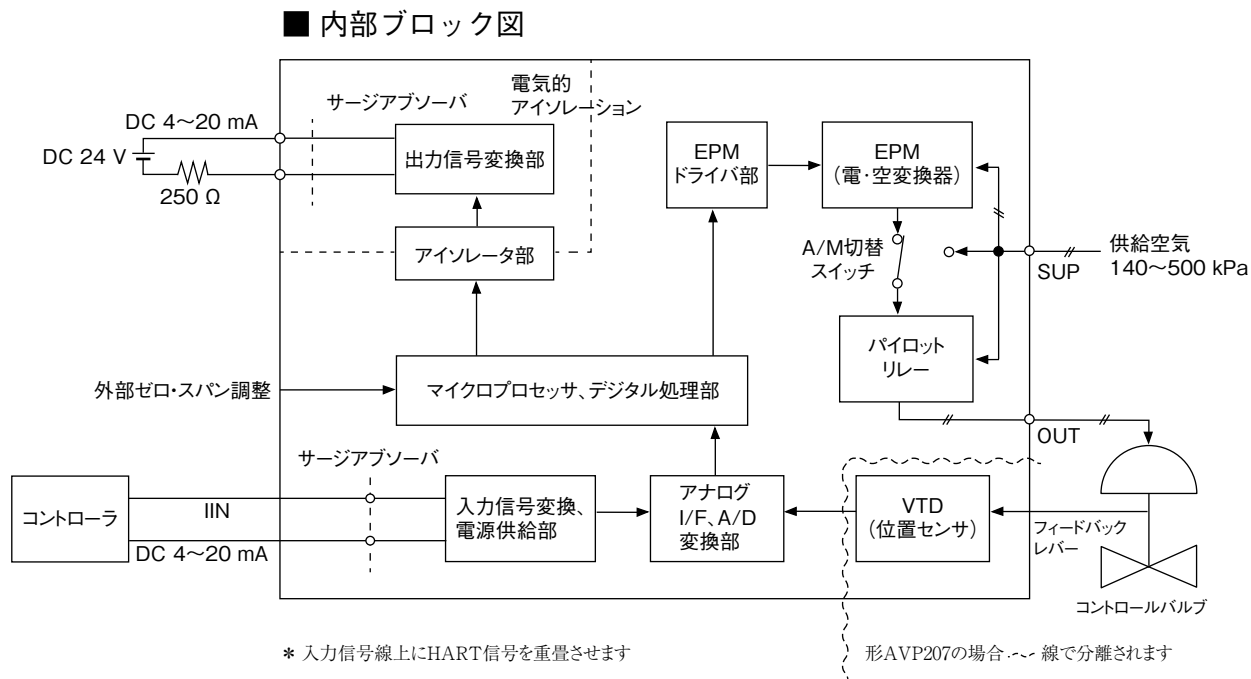 ■ 内部ブロック図
電気的
アイソレーション
サージアブソーバ
DC 4～20 mA
DC 24 V
250 Ω
出力信号変換部
EPM
ドライバ部
EPM
（電・空変換器）
アイソレータ部
A/M切替
スイッチ
SUP
供給空気
140～500 kPa
パイロット
リレー
外部ゼロ・スパン調整
マイクロプロセッサ、デジタル処理部
OUT
サージアブソーバ
コントローラ
IIN
DC 4～20 mA
入力信号変換、
電源供給部
アナログ
I/F、A/D
変換部
VTD
（位置センサ）
フィードバック
レバー
コントロールバルブ
* 入力信号線上にHART信号を重畳させます
形AVP207の場合 線で分離されます